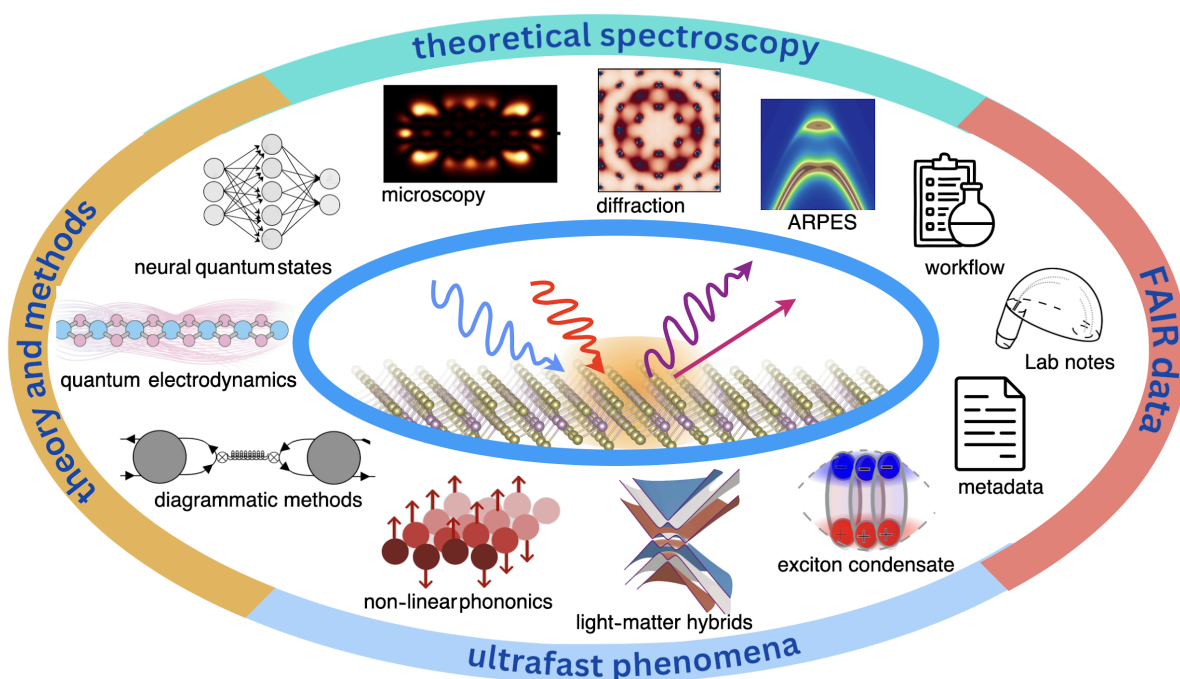 theoretical spectroscopy
microscopy
diffraction
ARPES
neural quantum states
workflow
theory and methods
FAIR data
quantum electrodynamics
Lab notes
diagrammatic methods
metadata
non-linear phononics
light-matter hybrids
exciton condensate
ultrafast phenomena